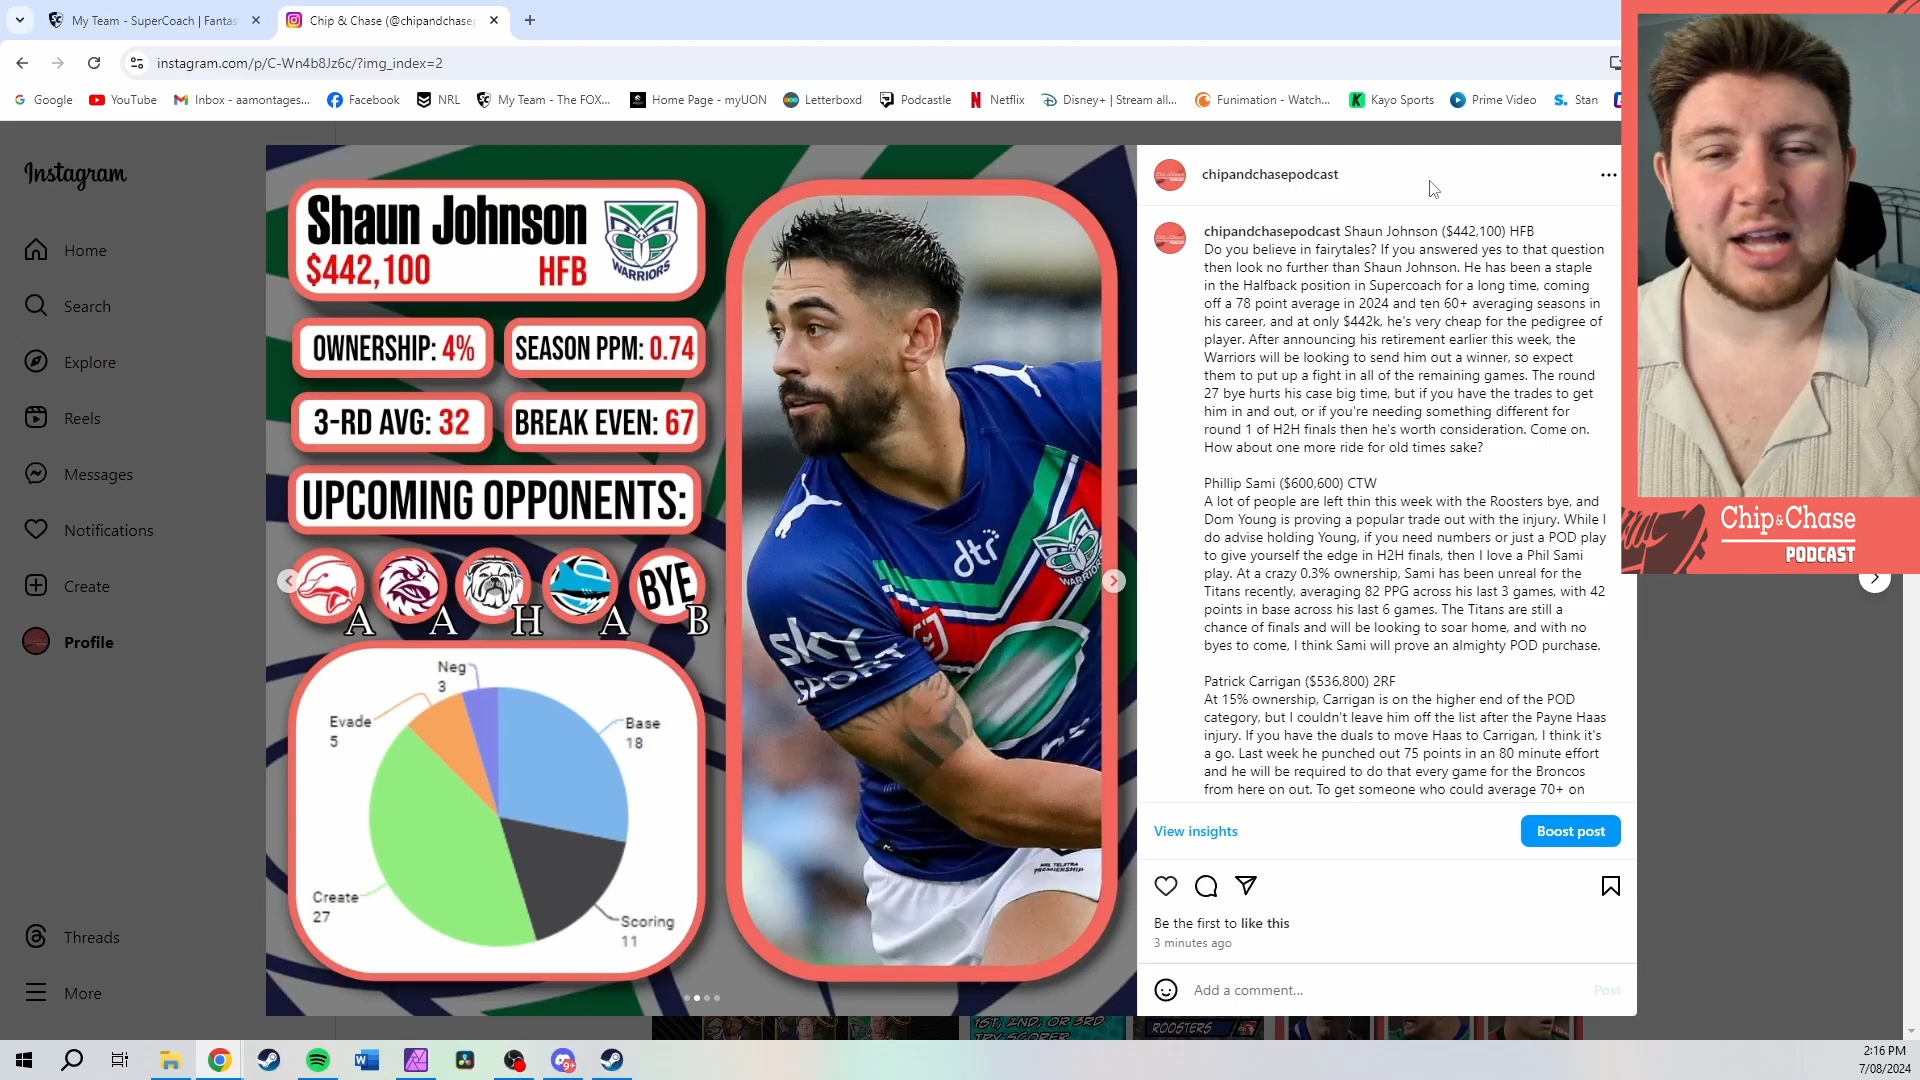 My Team - SuperCoach | Fantas
Chip & Chase (@chipandchasep
instagram.com/p/C-Wn4b8Jz6c/?img_index=2
Google
YouTube
Inbox - aamontages...
Facebook
NRL
My Team - The FOX...
Home Page - myUON
Letterboxd
Podcastle
Netflix
Disney+ | Stream all...
Funimation - Watch...
Kayo Sports
Prime Video
Stan
Instagram
Home
Search
Explore
Reels
Messages
Notifications
Create
Profile
Threads
More
Shaun Johnson
$442,100 HFB
WARRIORS
OWNERSHIP: 4%
SEASON PPM: 0.74
3-RD AVG: 32
BREAK EVEN: 67
UPCOMING OPPONENTS:
BYE
A A H A B
Neg
3
Evade
5
Base
18
Create
27
Scoring
11
dtr
WARRIORS
sky
SPORT
NRL TELSTRA
PREMIERSHIP
chipandchasepodcast
chipandchasepodcast Shaun Johnson ($442,100) HFB
Do you believe in fairytales? If you answered yes to that question
then look no further than Shaun Johnson. He has been a staple
in the Halfback position in Supercoach for a long time, coming
off a 78 point average in 2024 and ten 60+ averaging seasons in
his career, and at only $442k, he's very cheap for the pedigree of
player. After announcing his retirement earlier this week, the
Warriors will be looking to send him out a winner, so expect
them to put up a fight in all of the remaining games. The round
27 bye hurts his case big time, but if you have the trades to get
him in and out, or if you're needing something different for
round 1 of H2H finals then he's worth consideration. Come on.
How about one more ride for old times sake?
Phillip Sami ($600,600) CTW
A lot of people are left thin this week with the Roosters bye, and
Dom Young is proving a popular trade out with the injury. While I
do advise holding Young, if you need numbers or just a POD play
to give yourself the edge in H2H finals, then I love a Phil Sami
play. At a crazy 0.3% ownership, Sami has been unreal for the
Titans recently, averaging 82 PPG across his last 3 games, with 42
points in base across his last 6 games. The Titans are still a
chance of finals and will be looking to soar home, and with no
byes to come, I think Sami will prove an almighty POD purchase.
Patrick Carrigan ($536,800) 2RF
At 15% ownership, Carrigan is on the higher end of the POD
category, but I couldn't leave him off the list after the Payne Haas
injury. If you have the duals to move Haas to Carrigan, I think it's
a go. Last week he punched out 75 points in an 80 minute effort
and he will be required to do that every game for the Broncos
from here on out. To get someone who could average 70+ on
View insights
Boost post
Be the first to like this
3 minutes ago
Add a comment...
Post
Chip & Chase
PODCAST
1ST, 2ND, OR 3RD
TRY SCORER
ROOSTERS
9+
2:16 PM
7/08/2024